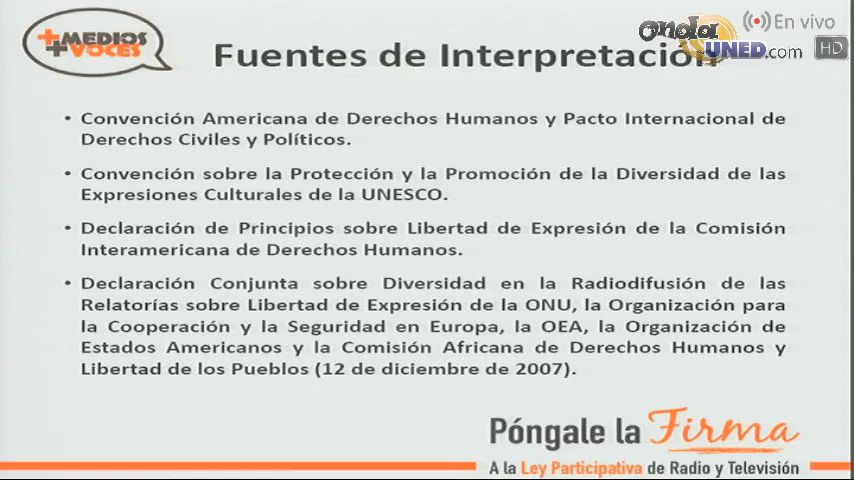 +MEDIOS
+VOCES
onda
UNED.com
En vivo
HD
Fuentes de Interpretación
• Convención Americana de Derechos Humanos y Pacto Internacional de
Derechos Civiles y Políticos.
• Convención sobre la Protección y la Promoción de la Diversidad de las
Expresiones Culturales de la UNESCO.
• Declaración de Principios sobre Libertad de Expresión de la Comisión
Interamericana de Derechos Humanos.
• Declaración Conjunta sobre Diversidad en la Radiodifusión de las
Relatorías sobre Libertad de Expresión de la ONU, la Organización para
la Cooperación y la Seguridad en Europa, la OEA, la Organización de
Estados Americanos y la Comisión Africana de Derechos Humanos y
Libertad de los Pueblos (12 de diciembre de 2007).
Póngale la Firma
A la Ley Participativa de Radio y Televisión